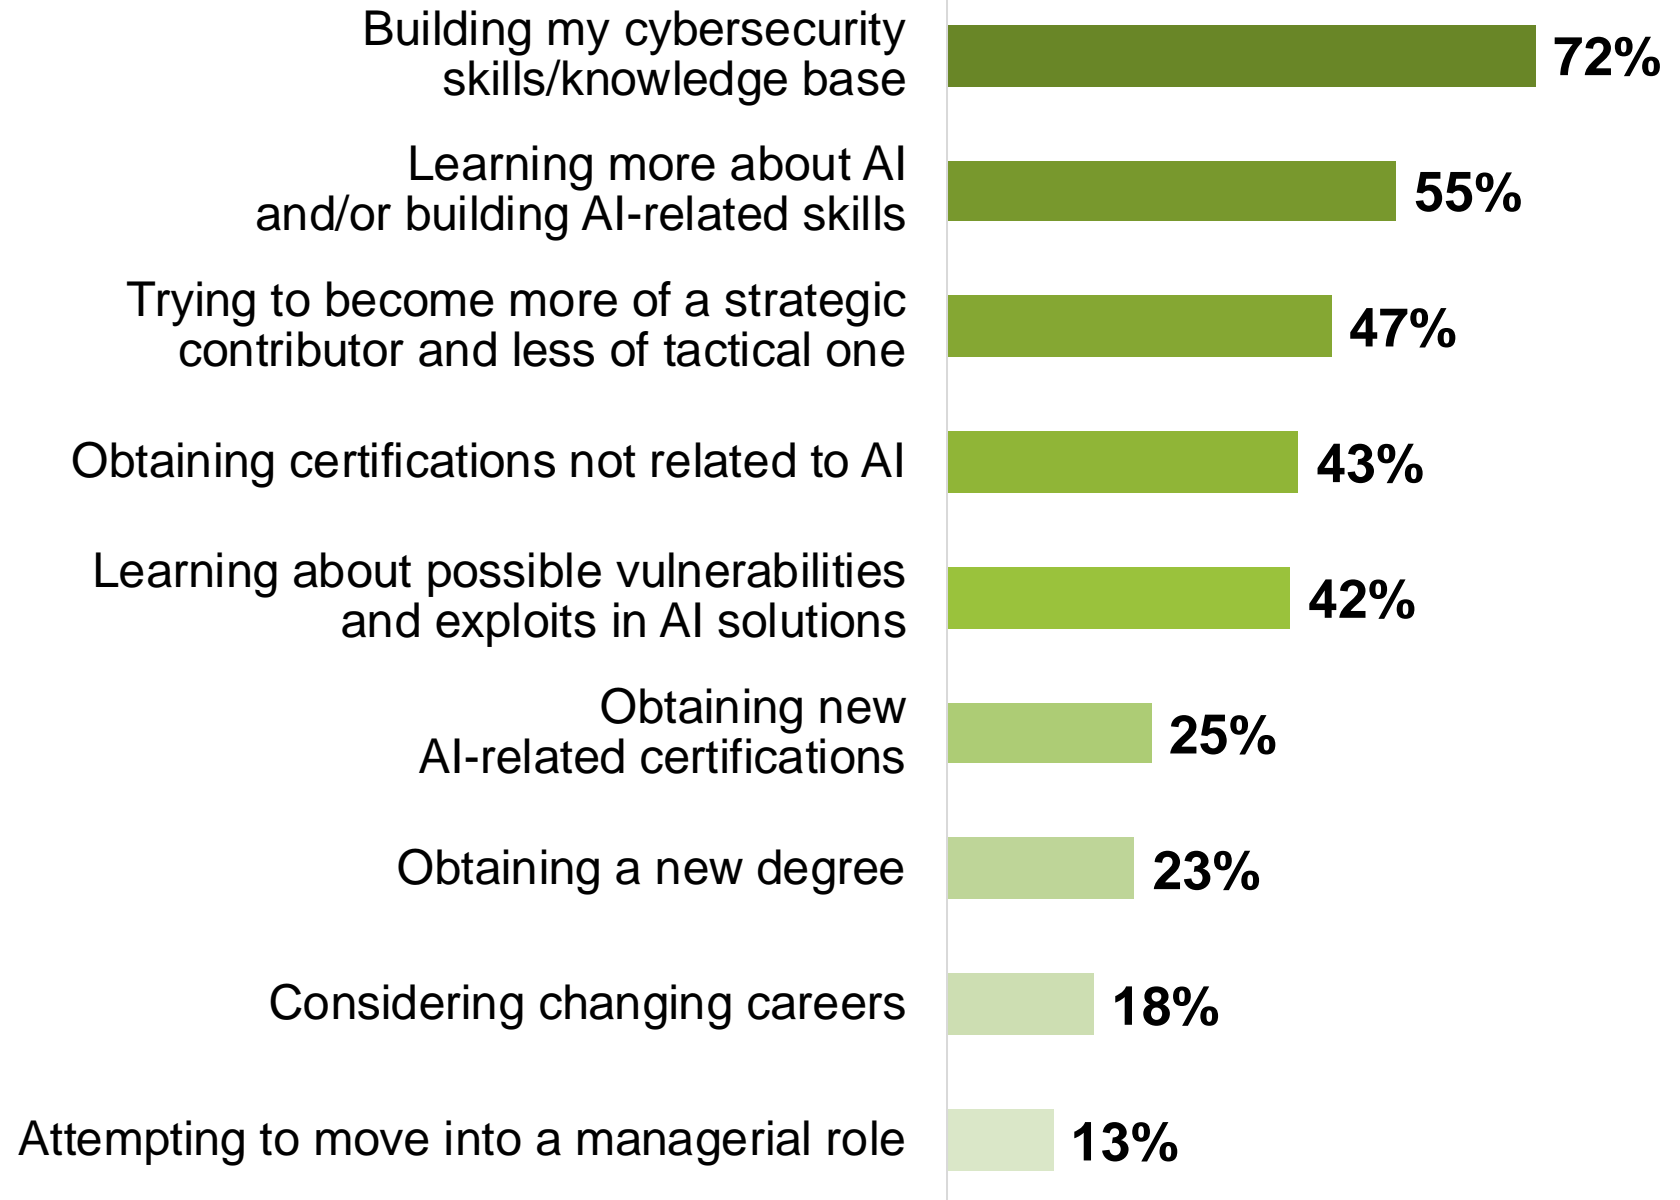 Building my cybersecurity
skills/knowledge base
72%
Learning more about AI
and/or building AI-related skills
55%
Trying to become more of a strategic
contributor and less of tactical one
47%
Obtaining certifications not related to AI
43%
Learning about possible vulnerabilities
and exploits in AI solutions
42%
Obtaining new
AI-related certifications
25%
Obtaining a new degree
23%
Considering changing careers
18%
Attempting to move into a managerial role
13%